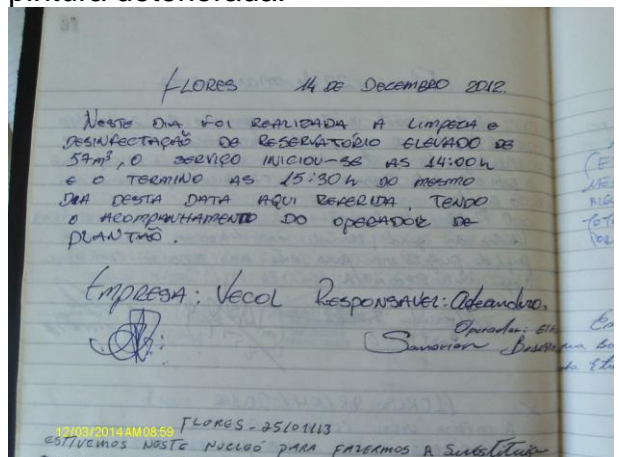 pintura deteriorada.
FLORES 14 DE DECEMBRO 2012.
NESTE DIA FOI REALIZADA A LIMPEZA E
DESINFECTAÇÃO DE RESERVATÓRIO ELEVADO DE
57m³, O SERVIÇO INICIOU-SE AS 14:00h
E O TERMINO AS 15:30h DO MESMO
DIA DESTA DATA AQUI REFERIDA, TENDO
O ACOMPANHAMENTO DO OPERADOR DE
PLANTÃO.
EMPRESA: VECOL RESPONSAVEL:
Operador:
12/03/2014 AM 08:59 FLORES - 25/01/13
ESTIVEMOS NESTE NUCLEO PARA FAZERMOS A